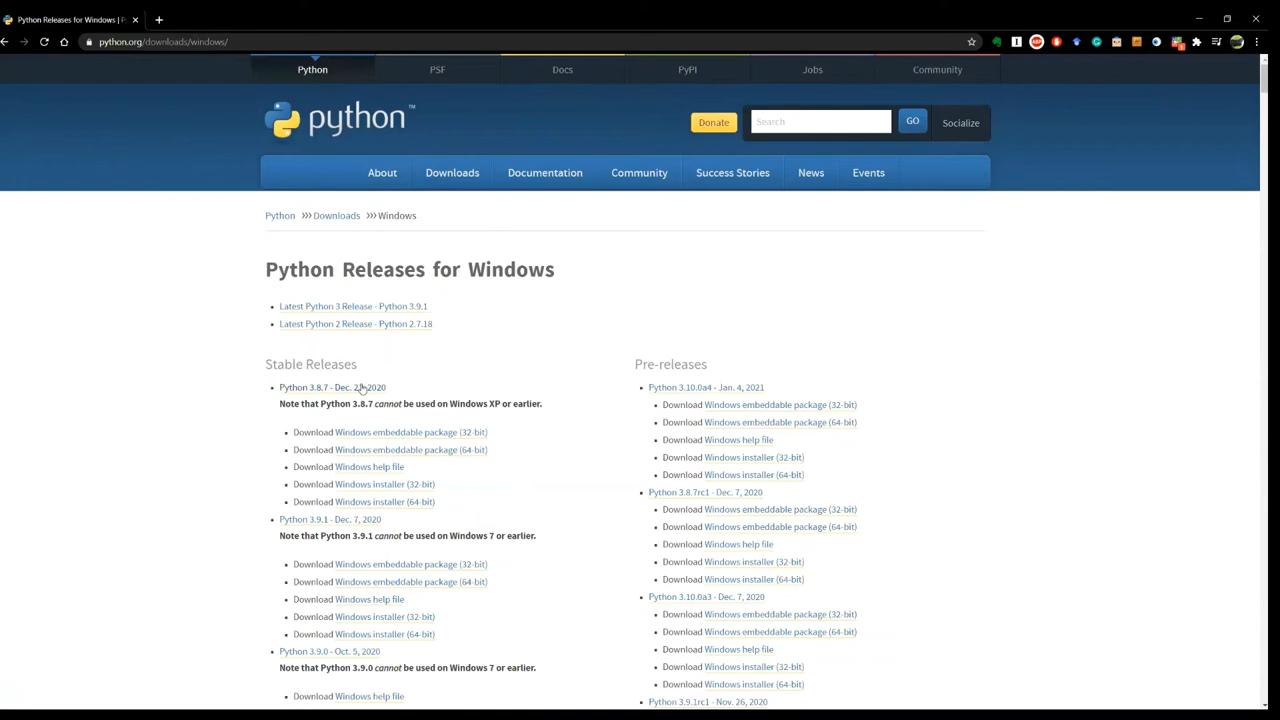 Python Releases for Windows | P
python.org/downloads/windows/
Python
PSF
Docs
PyPI
Jobs
Community
python™
Donate
Search
GO
Socialize
About
Downloads
Documentation
Community
Success Stories
News
Events
Python >>> Downloads >>> Windows
Python Releases for Windows
Latest Python 3 Release - Python 3.9.1
Latest Python 2 Release - Python 2.7.18
Stable Releases
Python 3.8.7 - Dec. 2 2020
Note that Python 3.8.7 cannot be used on Windows XP or earlier.
Download Windows embeddable package (32-bit)
Download Windows embeddable package (64-bit)
Download Windows help file
Download Windows installer (32-bit)
Download Windows installer (64-bit)
Python 3.9.1 - Dec. 7, 2020
Note that Python 3.9.1 cannot be used on Windows 7 or earlier.
Download Windows embeddable package (32-bit)
Download Windows embeddable package (64-bit)
Download Windows help file
Download Windows installer (32-bit)
Download Windows installer (64-bit)
Python 3.9.0 - Oct. 5, 2020
Note that Python 3.9.0 cannot be used on Windows 7 or earlier.
Download Windows help file
Pre-releases
Python 3.10.0a4 - Jan. 4, 2021
Download Windows embeddable package (32-bit)
Download Windows embeddable package (64-bit)
Download Windows help file
Download Windows installer (32-bit)
Download Windows installer (64-bit)
Python 3.8.7rc1 - Dec. 7, 2020
Download Windows embeddable package (32-bit)
Download Windows embeddable package (64-bit)
Download Windows help file
Download Windows installer (32-bit)
Download Windows installer (64-bit)
Python 3.10.0a3 - Dec. 7, 2020
Download Windows embeddable package (32-bit)
Download Windows embeddable package (64-bit)
Download Windows help file
Download Windows installer (32-bit)
Download Windows installer (64-bit)
Python 3.9.1rc1 - Nov. 26, 2020